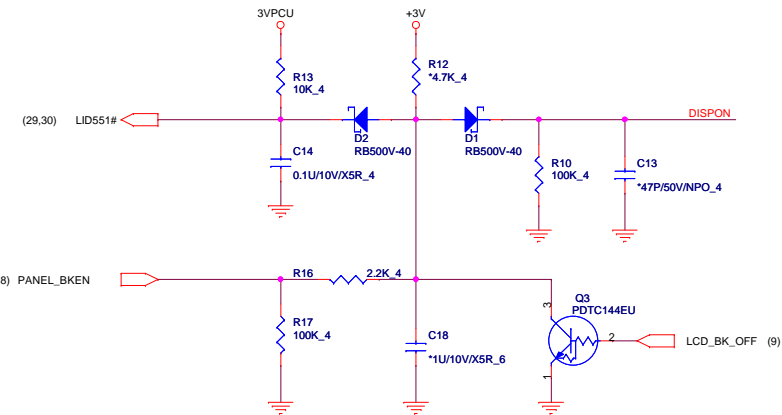 3VPCU
+3V
R13
10K_4
R12
*4.7K_4
(29,30) LID551#
DISPON
D2
RB500V-40
D1
RB500V-40
C14
0.1U/10V/X5R_4
R10
100K_4
C13
*47P/50V/NPO_4
8) PANEL_BKEN
R16
2.2K_4
R17
100K_4
C18
*1U/10V/X5R_6
Q3
PDTC144EU
3
2
1
LCD_BK_OFF (9)